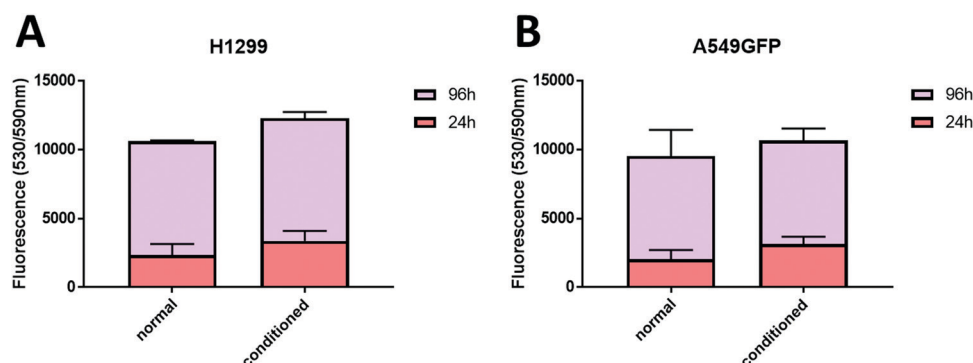 A
H1299
Fluorescence (530/590nm)
15000
10000
5000
0
normal
conditioned
96h
24h
B
A549GFP
Fluorescence (530/590nm)
15000
10000
5000
0
normal
conditioned
96h
24h